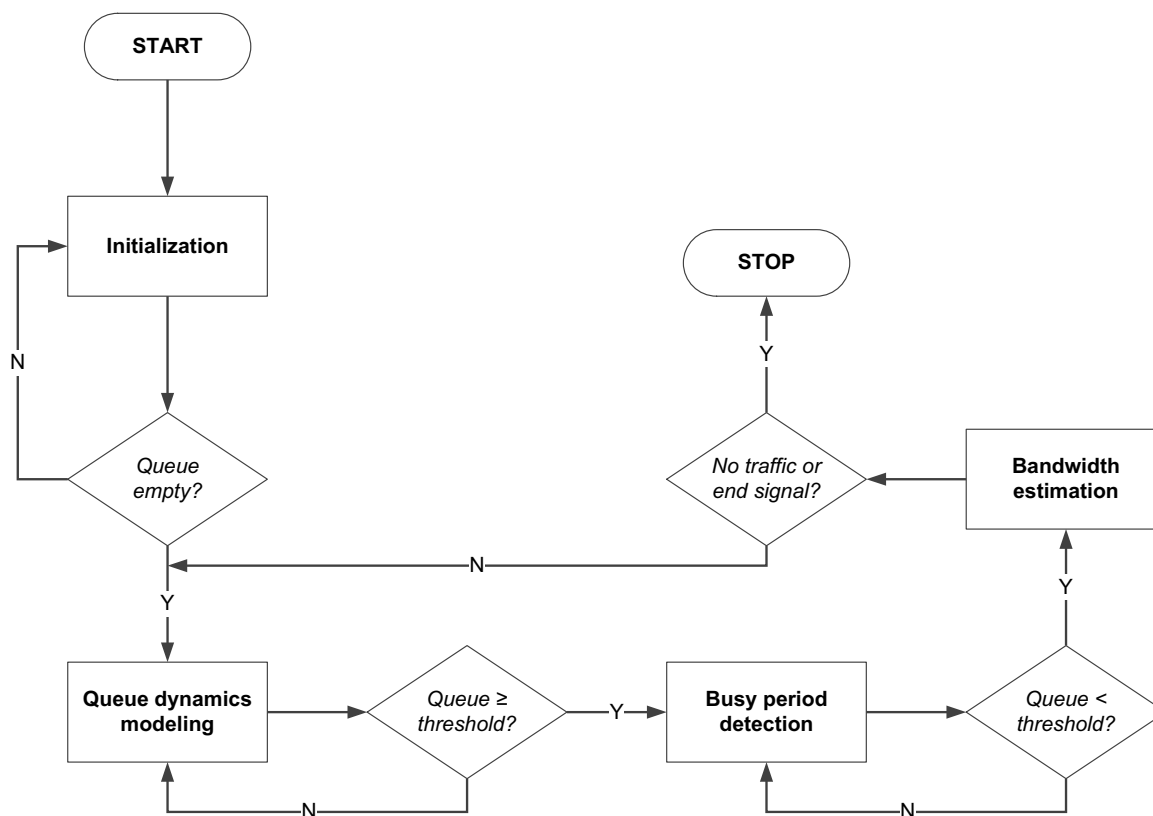 START
Initialization
N
Queue
empty?
Y
STOP
Y
No traffic or
end signal?
N
Bandwidth
estimation
Y
Queue dynamics
modeling
Queue ≥
threshold?
Y
N
Busy period
detection
Queue <
threshold?
N